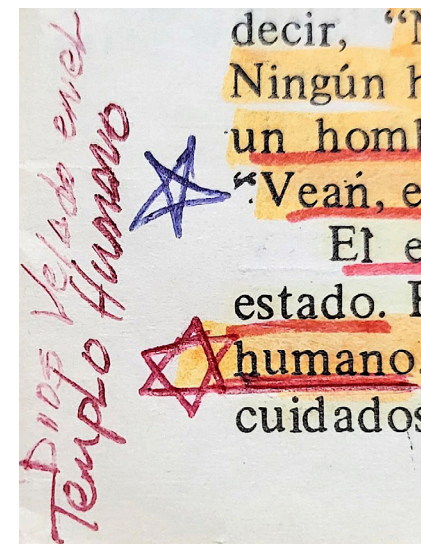 decir, “
Ningún h
un homb
“Vean, e
El e
estado.
humano.
cuidados
Dios Velado en el
Templo Humano